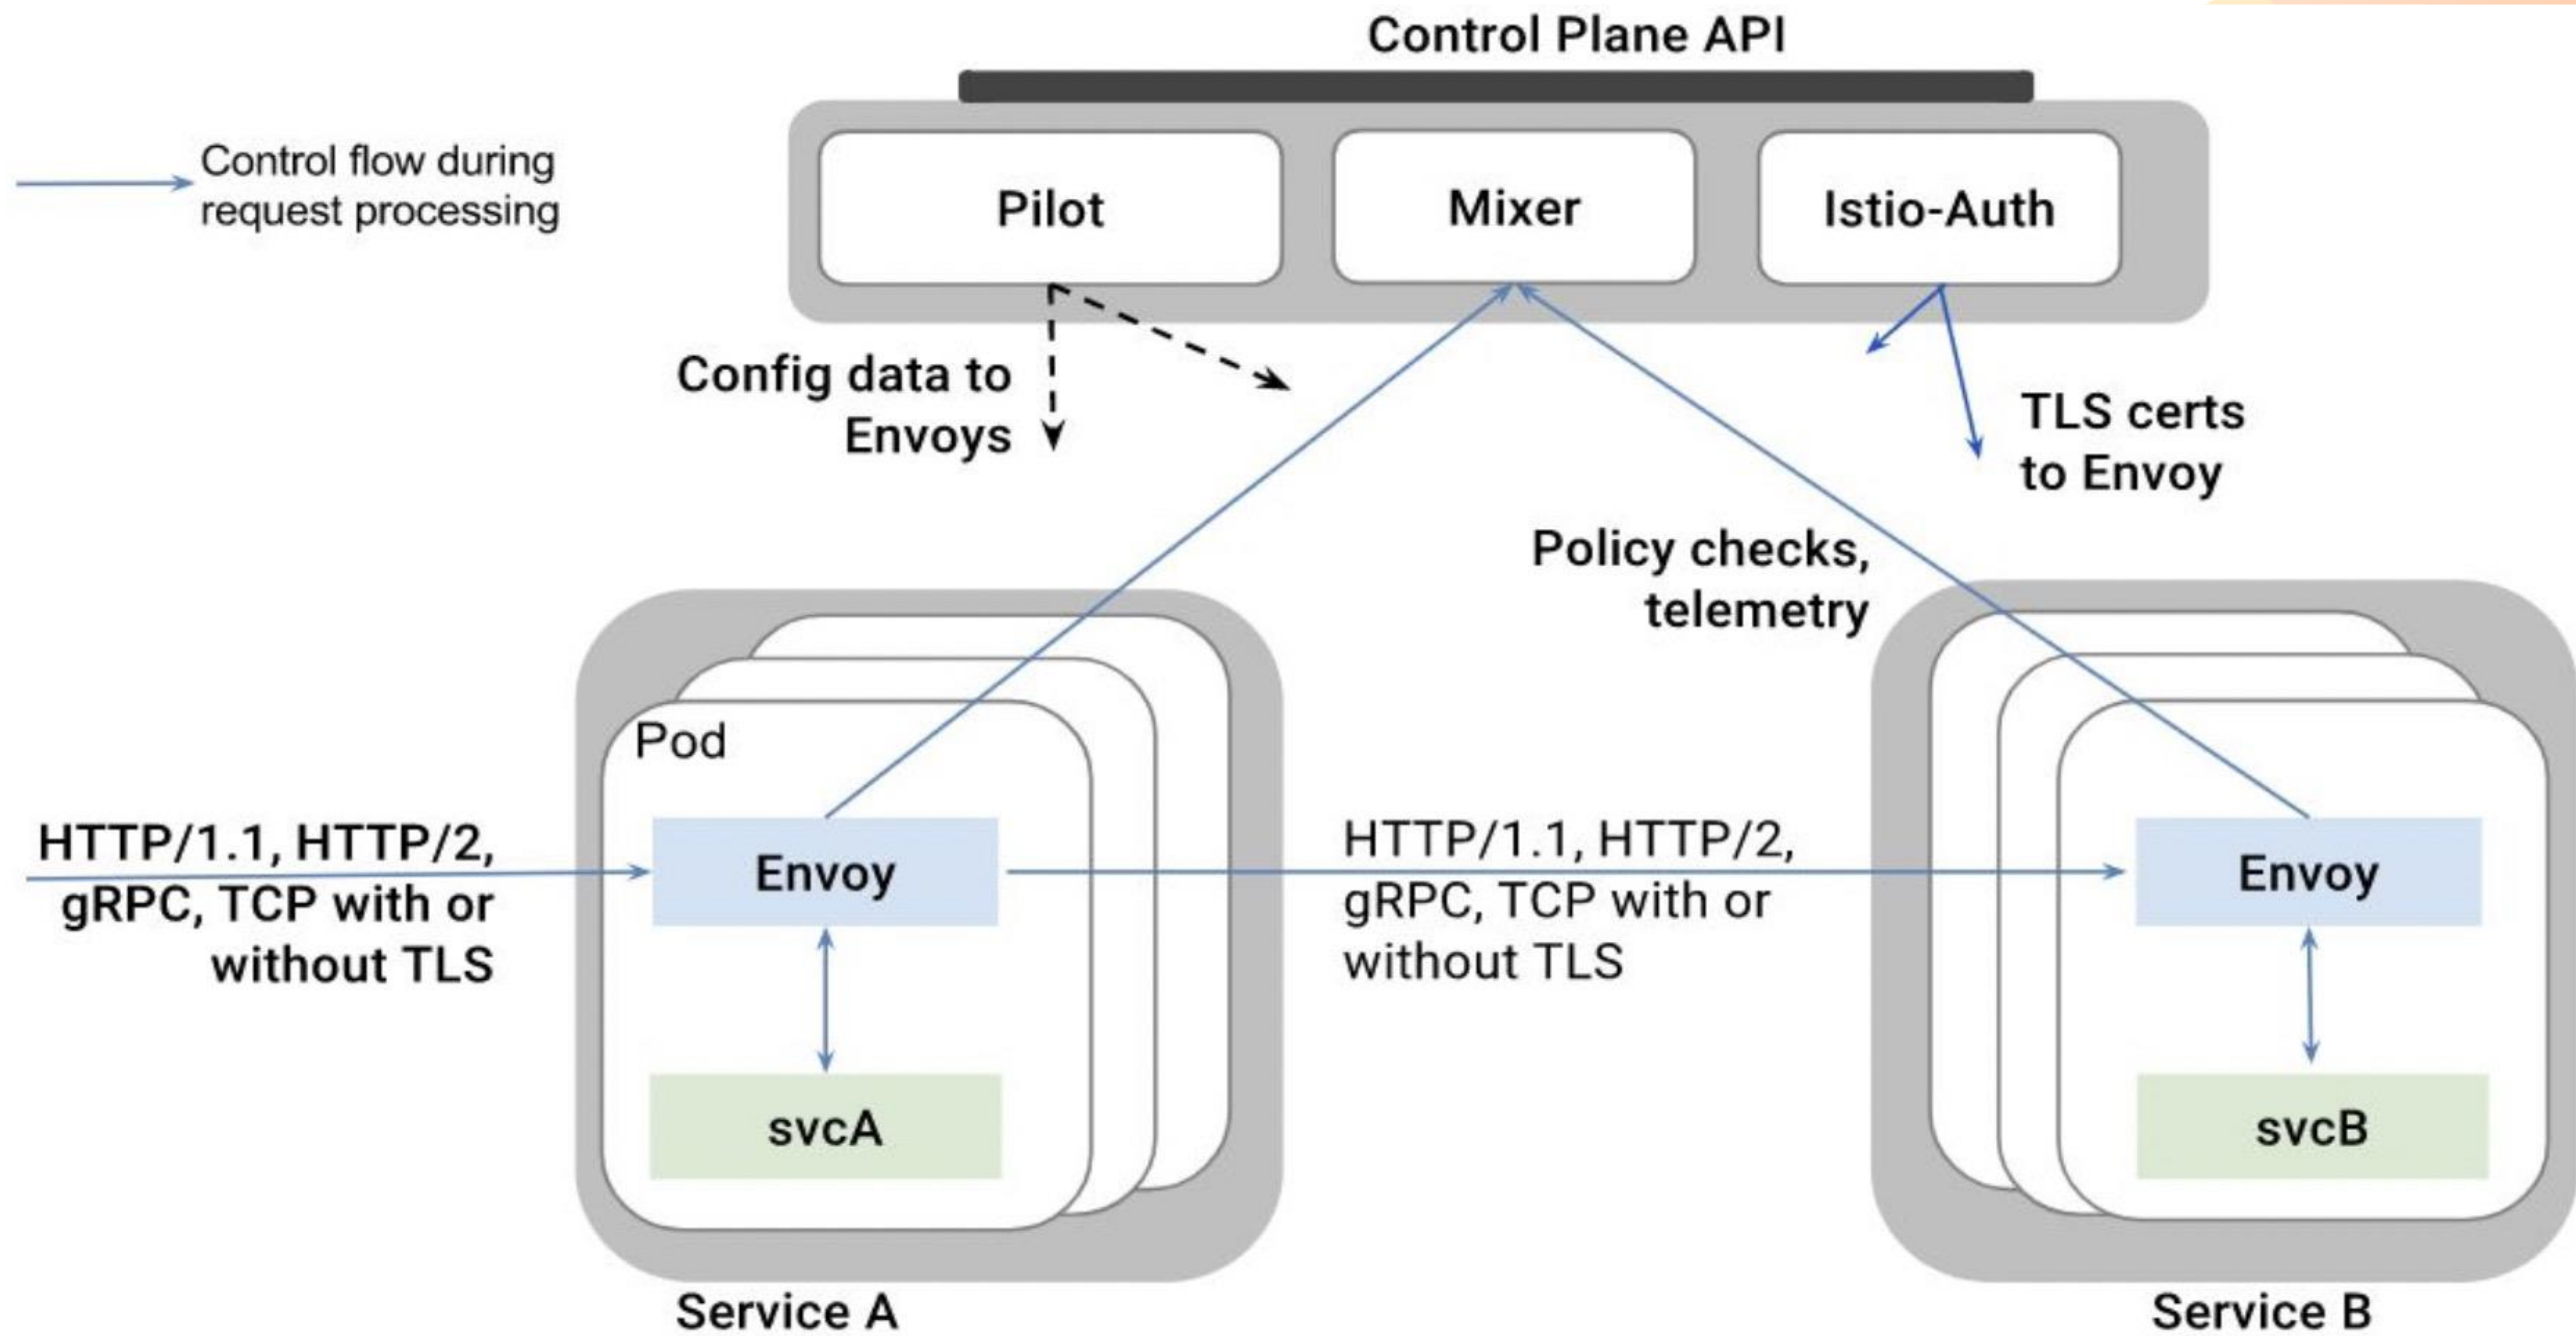 Control Plane API
Control flow during
request processing
Pilot
Mixer
Istio-Auth
Config data to
Envoys
TLS certs
to Envoy
Policy checks,
telemetry
Pod
HTTP/1.1, HTTP/2,
gRPC, TCP with or
without TLS
Envoy
HTTP/1.1, HTTP/2,
gRPC, TCP with or
without TLS
Envoy
svcA
svcB
Service A
Service B